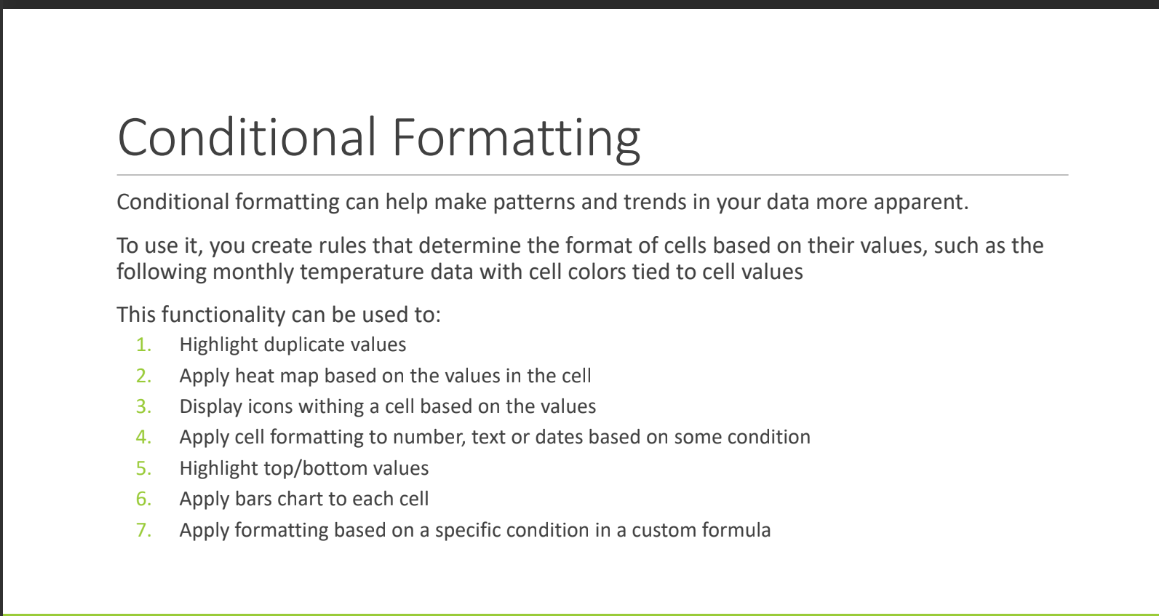 Conditional Formatting
Conditional formatting can help make patterns and trends in your data more apparent.
To use it, you create rules that determine the format of cells based on their values, such as the
following monthly temperature data with cell colors tied to cell values
This functionality can be used to:
1. Highlight duplicate values
2. Apply heat map based on the values in the cell
3. Display icons withing a cell based on the values
4. Apply cell formatting to number, text or dates based on some condition
5. Highlight top/bottom values
6. Apply bars chart to each cell
7. Apply formatting based on a specific condition in a custom formula